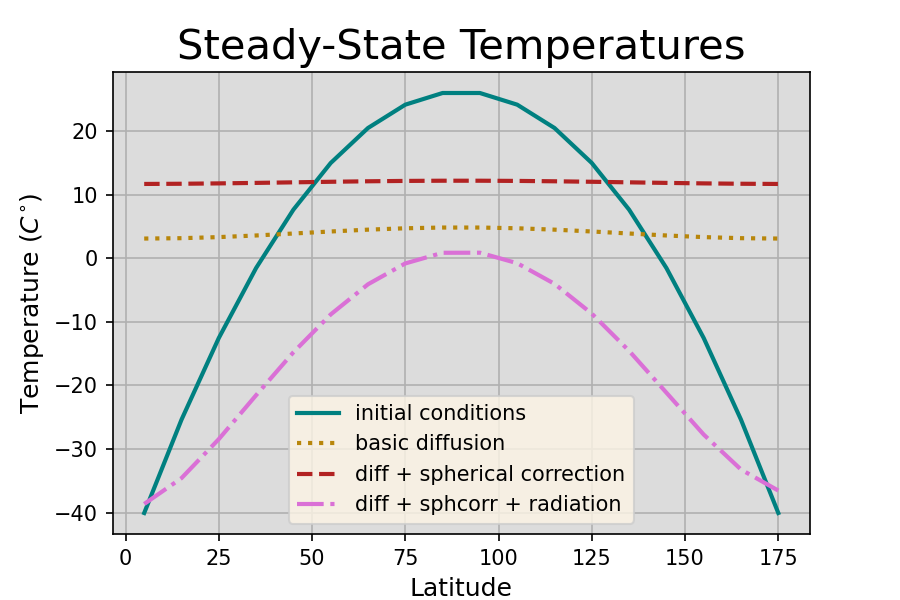 Steady-State Temperatures
Temperature (C°)
20
10
0
−10
−20
−30
−40
initial conditions
basic diffusion
diff + spherical correction
diff + sphcorr + radiation
0 25 50 75 100 125 150 175
Latitude